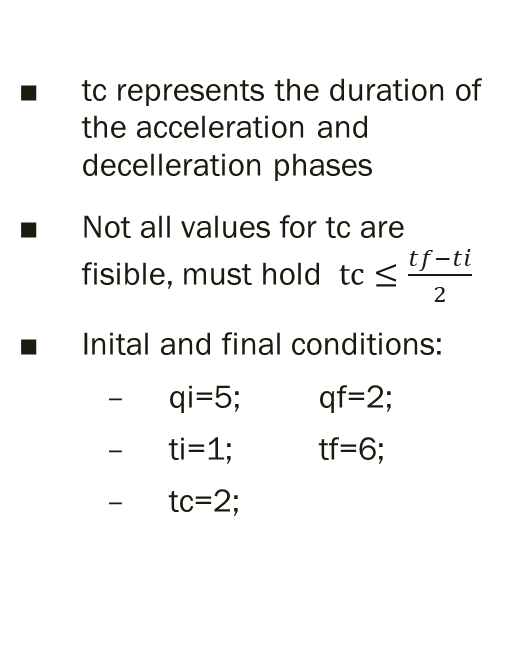 ■ tc represents the duration of
the acceleration and
decelleration phases
■ Not all values for tc are
fisible, must hold tc ≤ (tf−ti)/2
■ Inital and final conditions:
– qi=5; qf=2;
– ti=1; tf=6;
– tc=2;